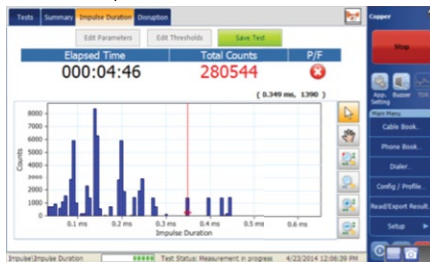 Tests Summary Impulse Duration Disruption
Copper
Edit Parameters Edit Thresholds Save Test
Stop
Elapsed Time Total Counts P/F
000:04:46 280544
( 0.349 ms, 1390 )
App. Setting Buzzer TDR
Main Menu
Cable Book...
Phone Book...
Dialer...
Config / Profile...
Read/Export Result...
Setup
Counts
8000
7000
6000
5000
4000
3000
2000
1000
0
0.1 ms 0.2 ms 0.3 ms 0.4 ms 0.5 ms 0.6 ms
Impulse Duration
Impulse\Impulse Duration Test Status: Measurement in progress 4/23/2014 12:06:39 PM